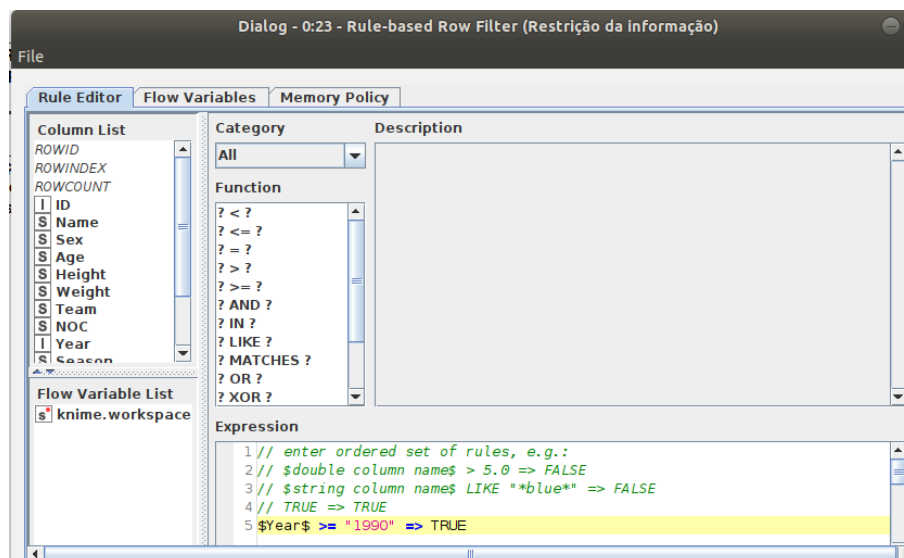 Dialog - 0:23 - Rule-based Row Filter (Restrição da informação)
File
Rule Editor
Flow Variables
Memory Policy
Column List
ROWID
ROWINDEX
ROWCOUNT
I ID
S Name
S Sex
S Age
S Height
S Weight
S Team
S NOC
I Year
S Season
Flow Variable List
s knime.workspace
Category
All
Function
? < ?
? <= ?
? = ?
? > ?
? >= ?
? AND ?
? IN ?
? LIKE ?
? MATCHES ?
? OR ?
? XOR ?
Description
Expression
1 // enter ordered set of rules, e.g.:
2 // $double column name$ > 5.0 => FALSE
3 // $string column name$ LIKE "*blue*" => FALSE
4 // TRUE => TRUE
5 $Year$ >= "1990" => TRUE